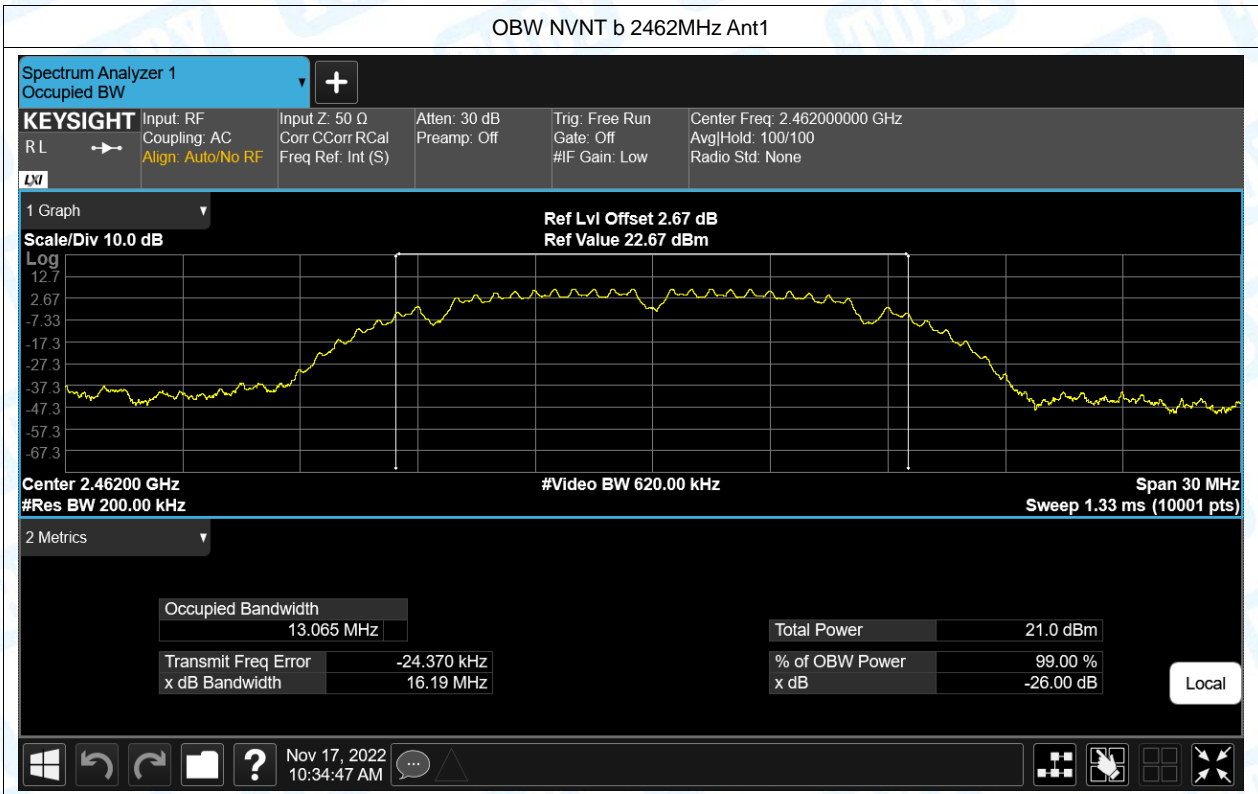 OBW NVNT b 2462MHz Ant1
Spectrum Analyzer 1
Occupied BW
KEYSIGHT
R L
LXI
Input: RF
Coupling: AC
Align: Auto/No RF
Input Z: 50 Ω
Corr CCorr RCal
Freq Ref: Int (S)
Atten: 30 dB
Preamp: Off
Trig: Free Run
Gate: Off
#IF Gain: Low
Center Freq: 2.462000000 GHz
Avg|Hold: 100/100
Radio Std: None
1 Graph
Scale/Div 10.0 dB
Ref Lvl Offset 2.67 dB
Ref Value 22.67 dBm
Log
12.7
2.67
-7.33
-17.3
-27.3
-37.3
-47.3
-57.3
-67.3
Center 2.46200 GHz
#Video BW 620.00 kHz
Span 30 MHz
#Res BW 200.00 kHz
Sweep 1.33 ms (10001 pts)
2 Metrics
Occupied Bandwidth
13.065 MHz
Total Power 21.0 dBm
Transmit Freq Error -24.370 kHz
% of OBW Power 99.00 %
x dB Bandwidth 16.19 MHz
x dB -26.00 dB
Local
?
Nov 17, 2022
10:34:47 AM